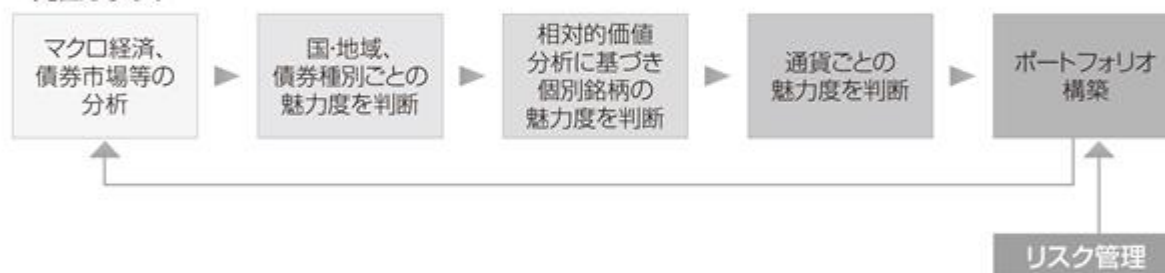 マクロ経済、
債券市場等の
分析
国・地域、
債券種別ごとの
魅力度を判断
相対的価値
分析に基づき
個別銘柄の
魅力度を判断
通貨ごとの
魅力度を判断
ポートフォリオ
構築
リスク管理